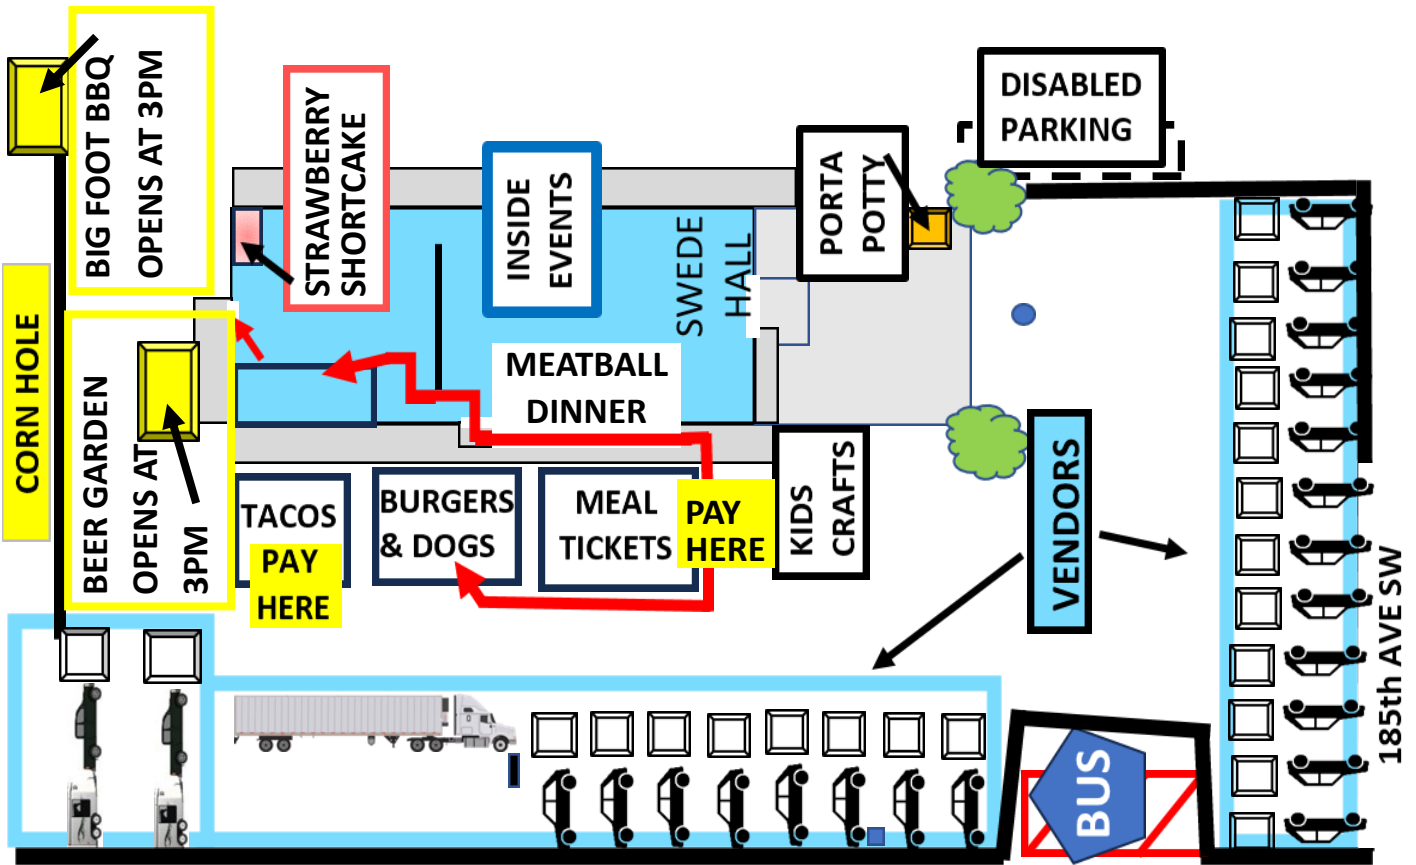 BIG FOOT BBQ
OPENS AT 3PM
STRAWBERRY
SHORTCAKE
INSIDE
EVENTS
SWEDE
HALL
PORTA
POTTY
DISABLED
PARKING
CORN HOLE
BEER GARDEN
OPENS AT
3PM
MEATBALL
DINNER
TACOS
PAY
HERE
BURGERS
& DOGS
MEAL
TICKETS
PAY
HERE
KIDS
CRAFTS
VENDORS
185th AVE SW
BUS